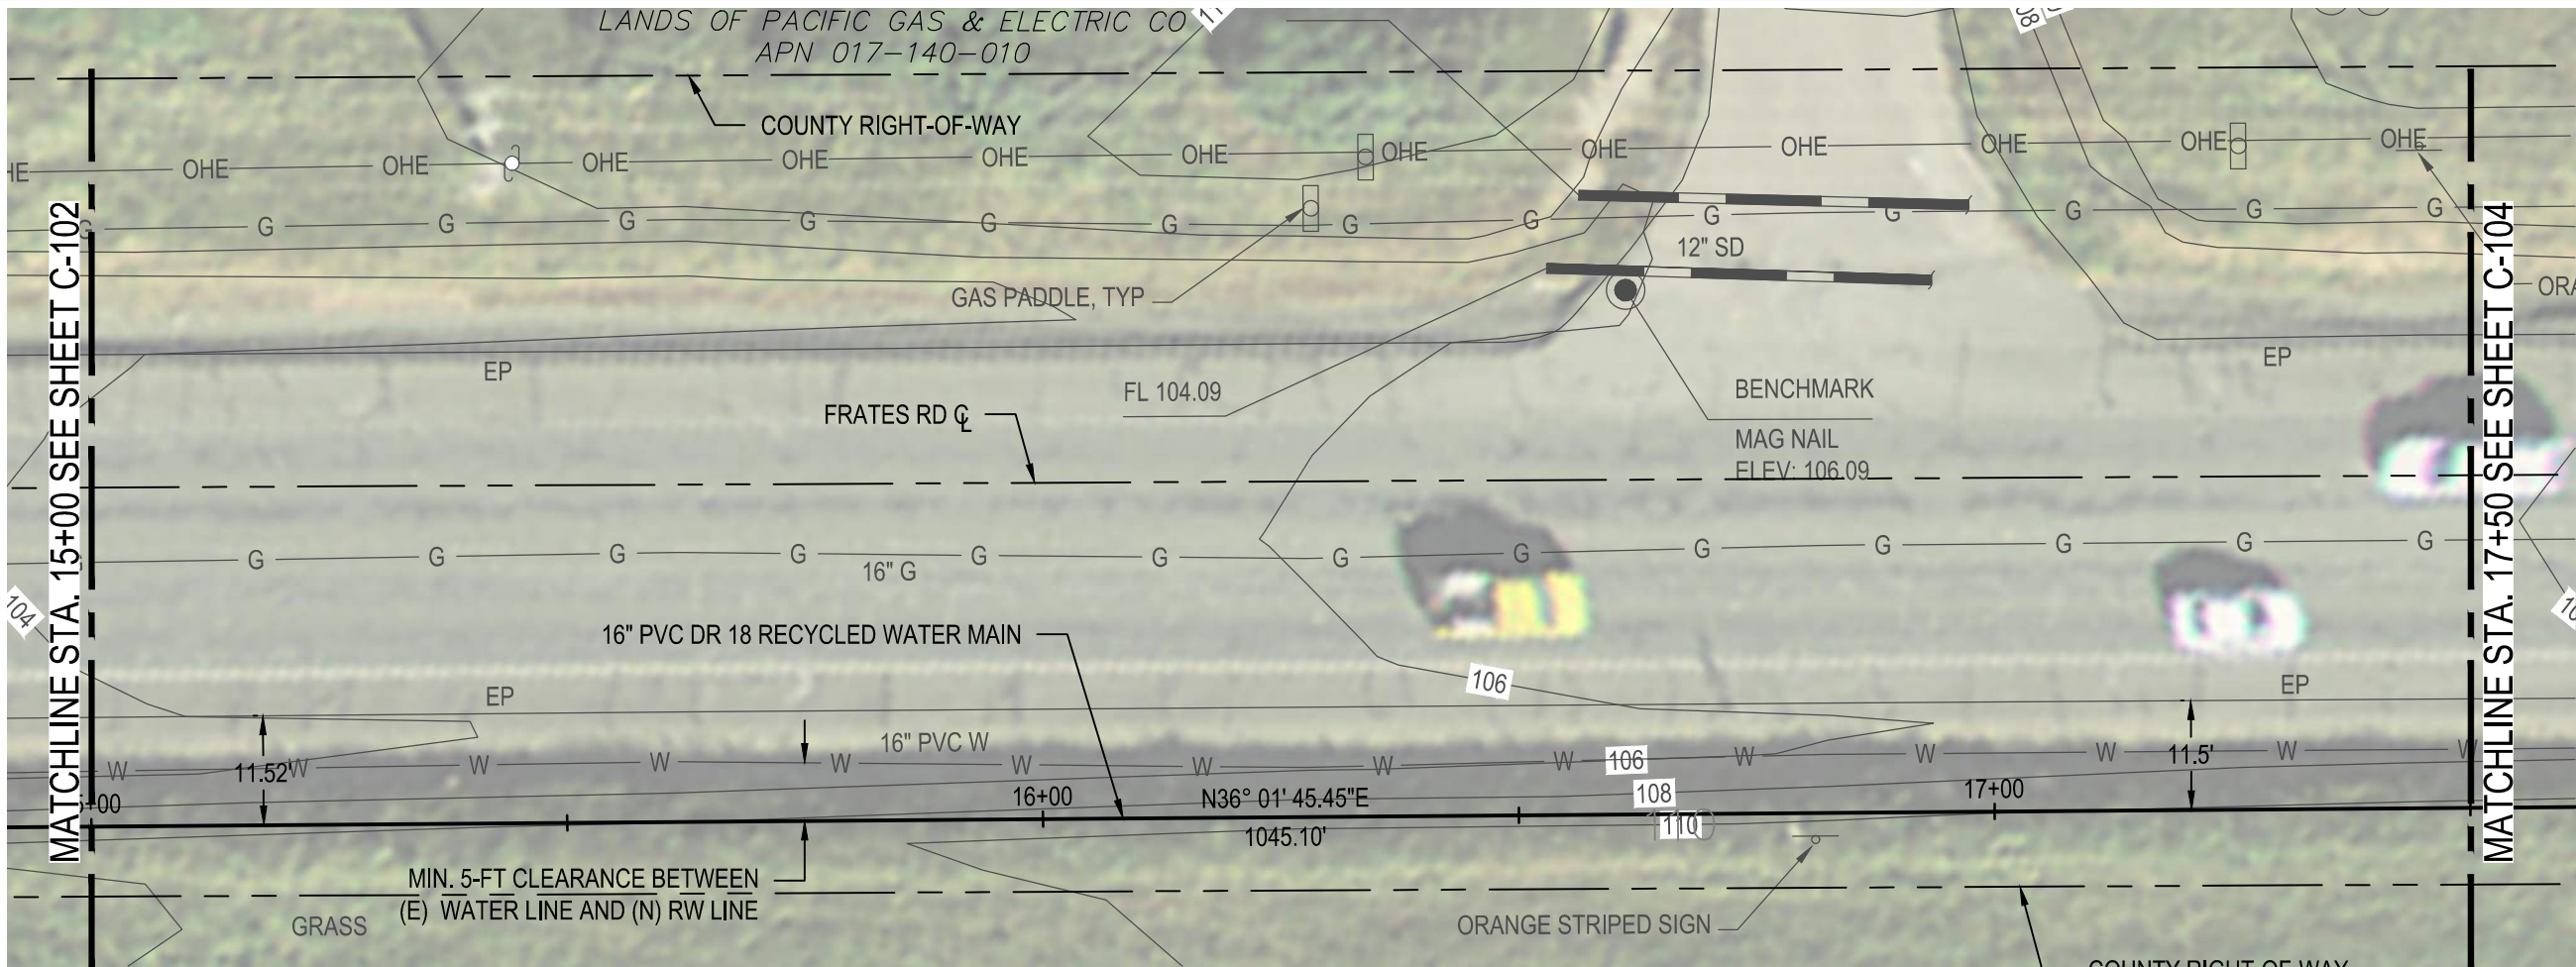 LANDS OF PACIFIC GAS & ELECTRIC CO
APN 017-140-010
COUNTY RIGHT-OF-WAY
OHE OHE OHE OHE OHE OHE OHE OHE OHE OHE OHE OHE
G G G G G G G G G G G G G
12" SD
GAS PADDLE, TYP
MATCHLINE STA. 15+00 SEE SHEET C-102
MATCHLINE STA. 17+50 SEE SHEET C-104
EP
EP
FL 104.09
BENCHMARK
MAG NAIL
ELEV: 106.09
FRATES RD ℄
G G G G G G G G G G G G G
16" G
104
16" PVC DR 18 RECYCLED WATER MAIN
106
EP
EP
16" PVC W
W W W W W W W W W W W W W W
106
11.52'
11.5'
108
16+00
N36° 01' 45.45"E
17+00
110
1045.10'
MIN. 5-FT CLEARANCE BETWEEN
(E) WATER LINE AND (N) RW LINE
GRASS
ORANGE STRIPED SIGN
COUNTY RIGHT-OF-WAY